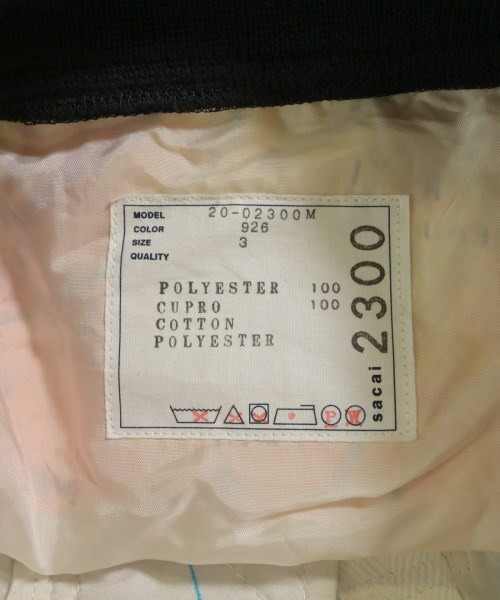 MODEL 20-02300M
COLOR 926
SIZE 3
QUALITY
POLYESTER 100
CUPRO 100
COTTON
POLYESTER
P W
sacai 2300